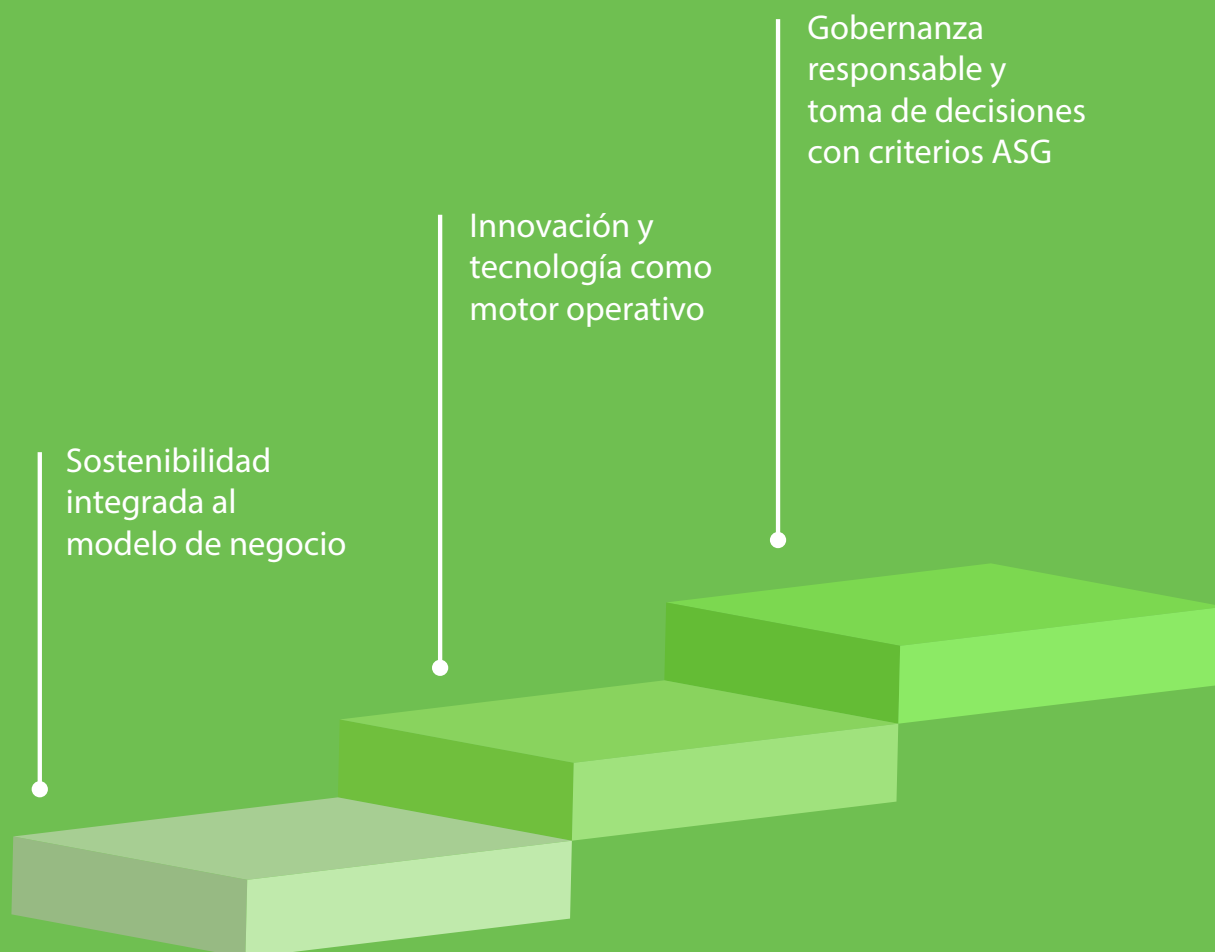 Gobernanza
responsable y
toma de decisiones
con criterios ASG
Innovación y
tecnología como
motor operativo
Sostenibilidad
integrada al
modelo de negocio